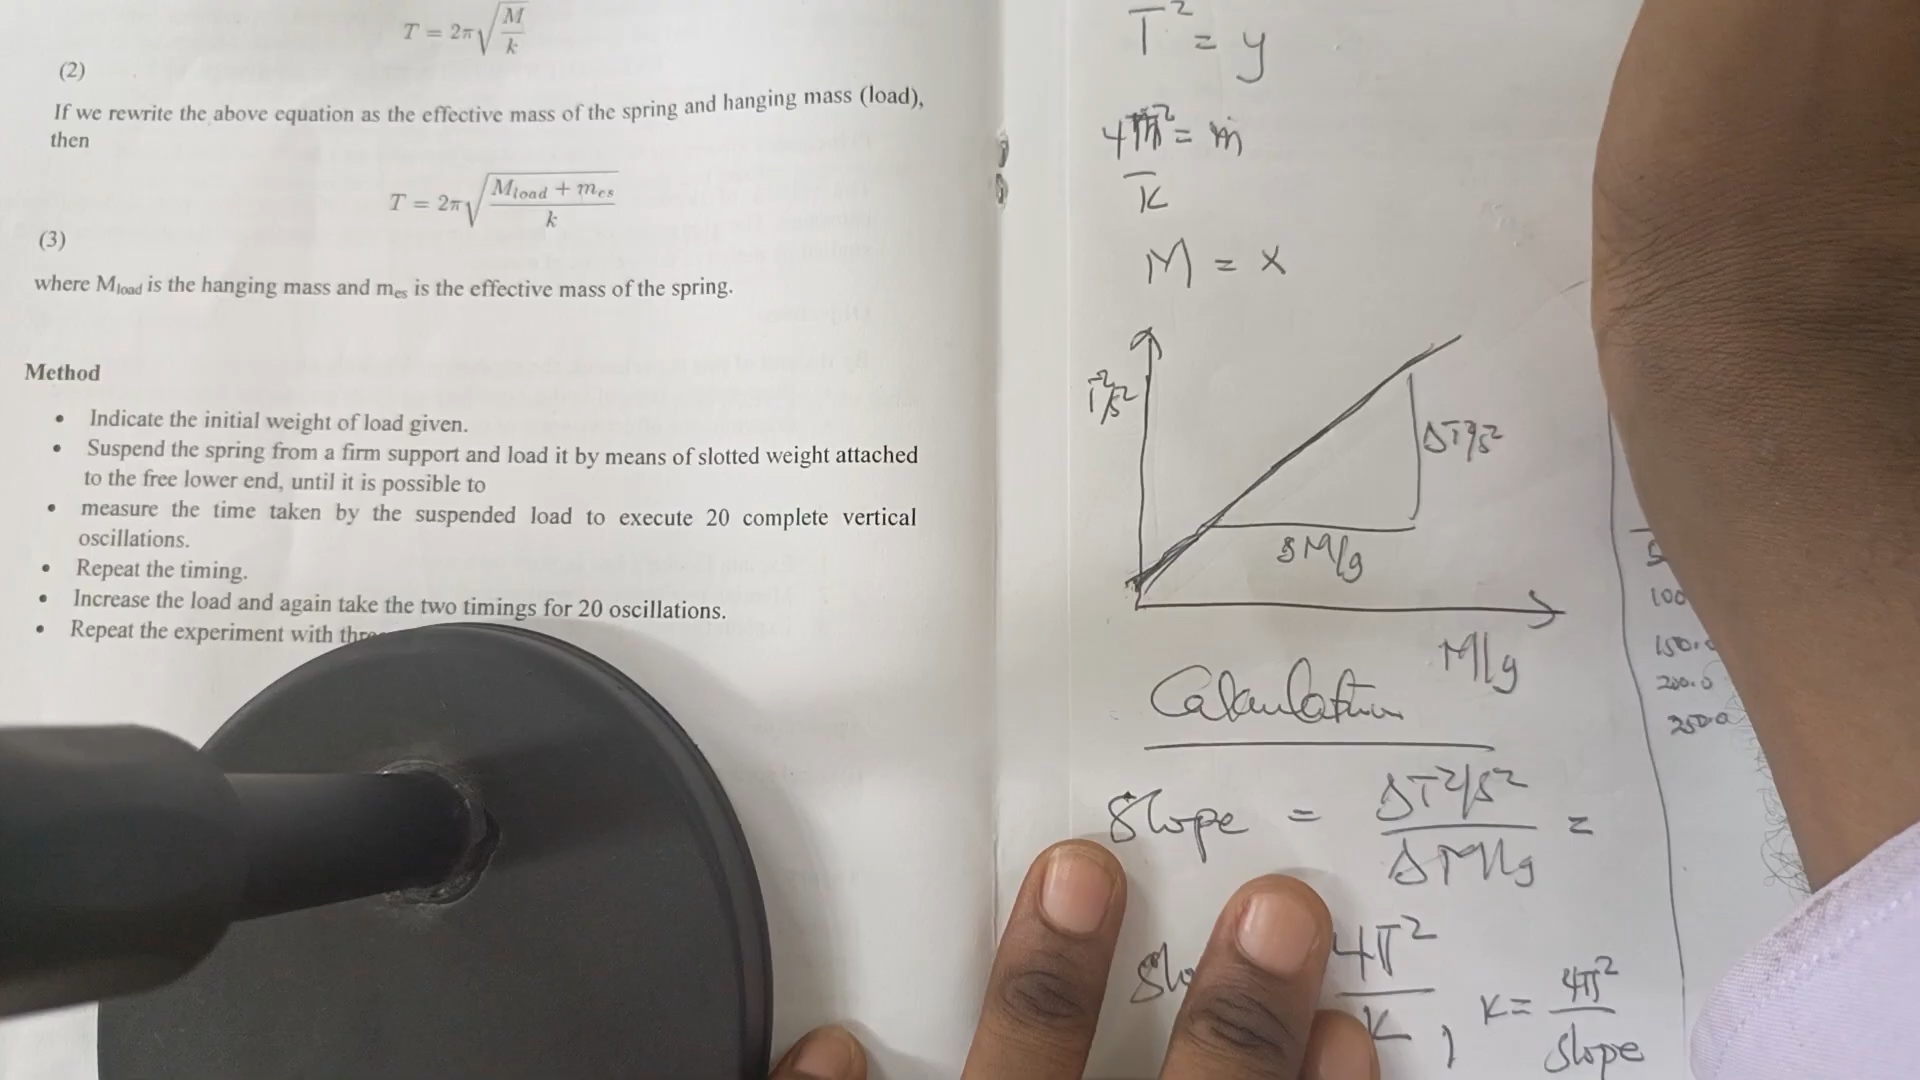 T = 2π√(M/k)
(2)
If we rewrite the above equation as the effective mass of the spring and hanging mass (load),
then
T = 2π√((Mload + mes)/k)
(3)
where Mload is the hanging mass and mes is the effective mass of the spring.
Method
• Indicate the initial weight of load given.
• Suspend the spring from a firm support and load it by means of slotted weight attached
to the free lower end, until it is possible to
• measure the time taken by the suspended load to execute 20 complete vertical
oscillations.
• Repeat the timing.
• Increase the load and again take the two timings for 20 oscillations.
• Repeat the experiment with
T² = y
4π² = m
K
M = x
T²/s²
ΔT²/s²
M/g
M/g
Calculation
Slope = ΔT²/s² / ΔM/g =
4π²/K , K = 4π²/slope
100
150.0
200.0
250.0